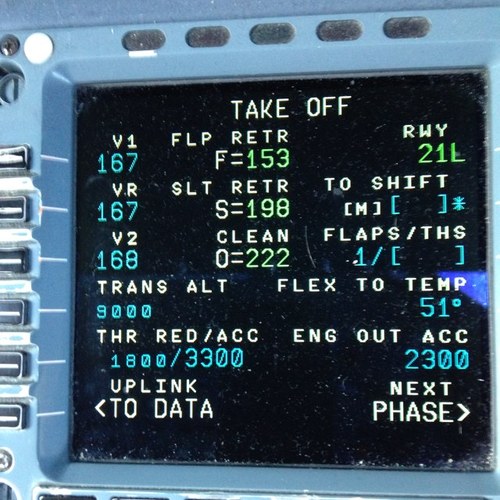 TAKE OFF
V1 FLP RETR RWY
167 F=153 21L
VR SLT RETR TO SHIFT
167 S=198 [M][ ]*
V2 CLEAN FLAPS/THS
168 O=222 1/[ ]
TRANS ALT FLEX TO TEMP
9000 51°
THR RED/ACC ENG OUT ACC
1800/3300 2300
UPLINK NEXT
<TO DATA PHASE>